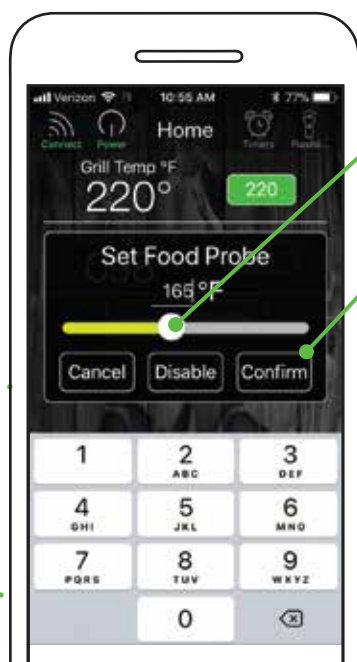 Verizon 10:55 AM 77%
Connect Power Home Timers
Grill Temp °F
220° 220
Set Food Probe
165 °F
Cancel Disable Confirm
1 2 3
ABC DEF
4 5 6
GHI JKL MNO
7 8 9
PQRS TUV WXYZ
0